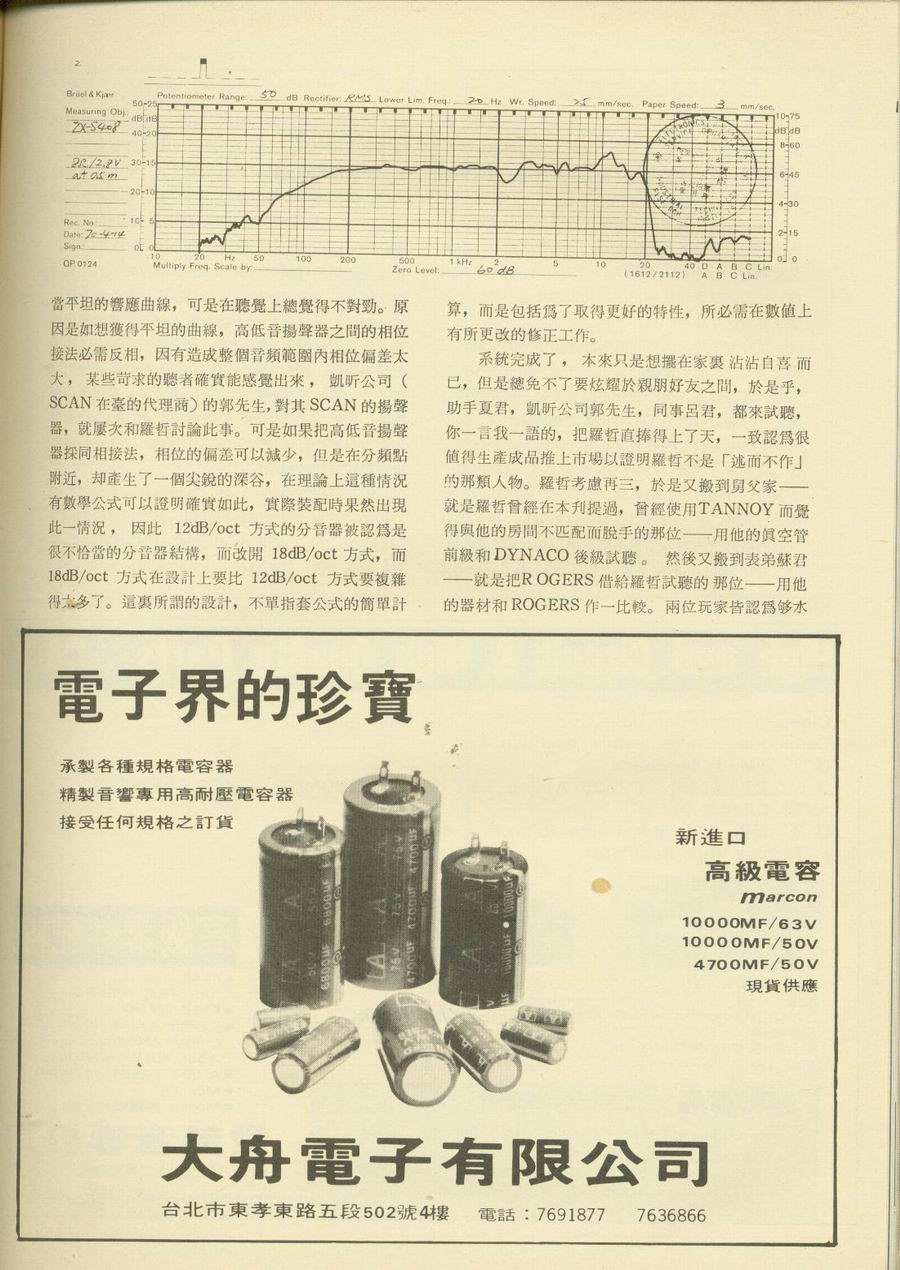 2
Brüel & Kjær
Potentiometer Range: 50 dB Rectifier: RMS Lower Lim. Freq.: 20 Hz Wr. Speed: 25 mm/sec. Paper Speed: 3 mm/sec.
Measuring Obj.
ZX-5408
8Ω/2.8V
at 0.5m
Rec. No.
Date: 70-4-14
Sign.
QP 0124
50-25
dB dB
40-20
30-15
20-10
10- 5
0 0
10-75
dB dB
8-60
6-45
4-30
2-15
0 0
10 20 Hz 50 100 200 500 1 kHz 2 5 10 20 40 D A B C Lin.
Multiply Freq. Scale by:
Zero Level: 60 dB
(1612/2112) A B C Lin.
當平坦的響應曲線，可是在聽覺上總覺得不對勁。原
因是如想獲得平坦的曲線，高低音揚聲器之間的相位
接法必需反相，因有造成整個音頻範圍內相位偏差太
大，某些苛求的聽者確實能感覺出來，凱昕公司（
SCAN 在臺的代理商）的郭先生，對其 SCAN 的揚聲
器，就屢次和羅哲討論此事。可是如果把高低音揚聲
器採同相接法，相位的偏差可以減少，但是在分頻點
附近，却產生了一個尖銳的深谷，在理論上這種情況
有數學公式可以證明確實如此，實際裝配時果然出現
此一情況，因此 12dB/oct 方式的分音器被認爲是
很不恰當的分音器結構，而改開 18dB/oct 方式，而
18dB/oct 方式在設計上要比 12dB/oct 方式要複雜
得太多了。這裏所謂的設計，不單指套公式的簡單計
算，而是包括爲了取得更好的特性，所必需在數値上
有所更改的修正工作。
系統完成了，本來只是想擺在家裏沾沾自喜而
已，但是總免不了要炫耀於親朋好友之間，於是乎，
助手夏君，凱昕公司郭先生，同事呂君，都來試聽，
你一言我一語的，把羅哲直捧得上了天，一致認爲很
値得生產成品推上市場以證明羅哲不是「述而不作」
的那類人物。羅哲考慮再三，於是又搬到舅父家——
就是羅哲曾經在本刋提過，曾經使用TANNOY 而覺
得與他的房間不匹配而脫手的那位——用他的眞空管
前級和 DYNACO 後級試聽。 然後又搬到表弟蘇君
——就是把R OGERS 借給羅哲試聽的那位——用他
的器材和 ROGERS 作一比較。兩位玩家皆認爲够水
電子界的珍寶
承製各種規格電容器
精製音響專用高耐壓電容器
接受任何規格之訂貨
新進口
高級電容
marcon
10000MF/63V
10000MF/50V
4700MF/50V
現貨供應
50V 6800μF
75V 4700μF
75V 4700μF
10000μF 10000μF
大舟電子有限公司
台北市東孝東路五段502號4樓 電話：7691877 7636866